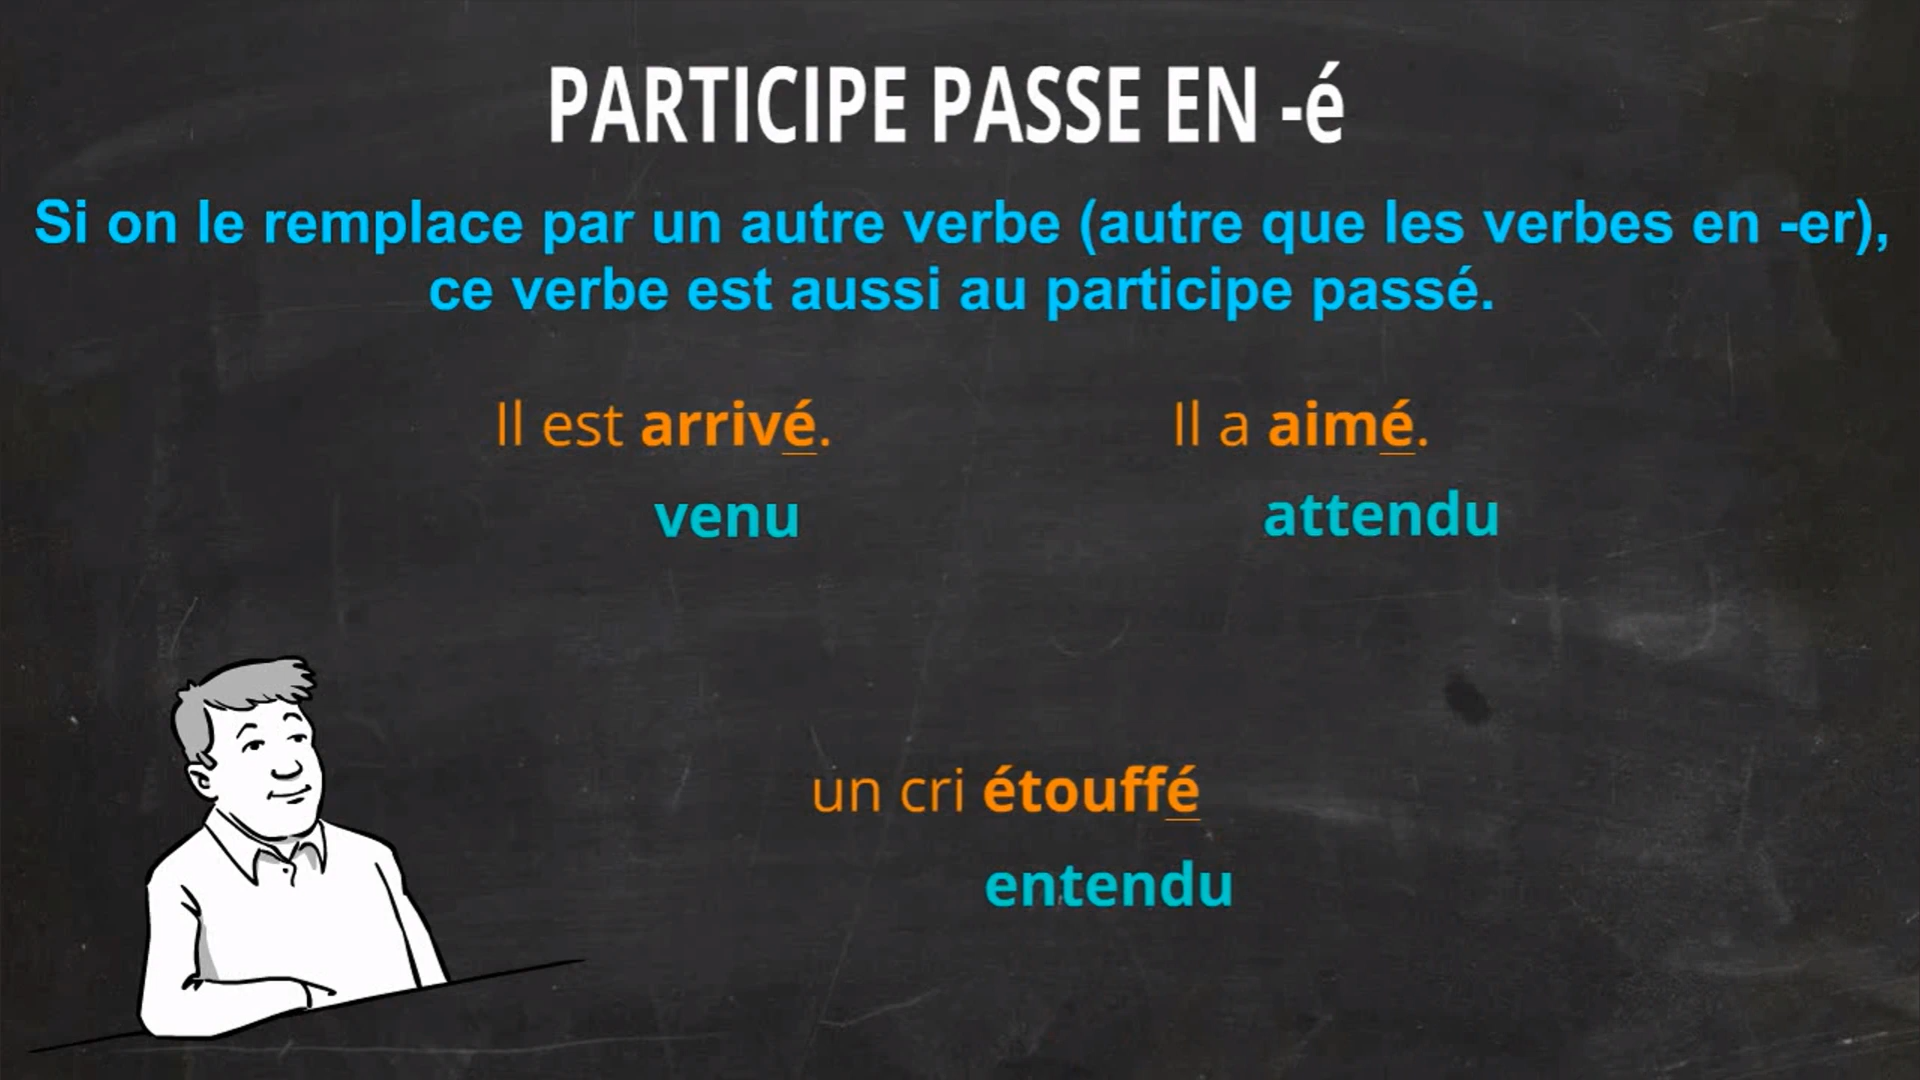 PARTICIPE PASSE EN -é
Si on le remplace par un autre verbe (autre que les verbes en -er),
ce verbe est aussi au participe passé.
Il est arrivé. Il a aimé.
venu attendu
un cri étouffé
entendu